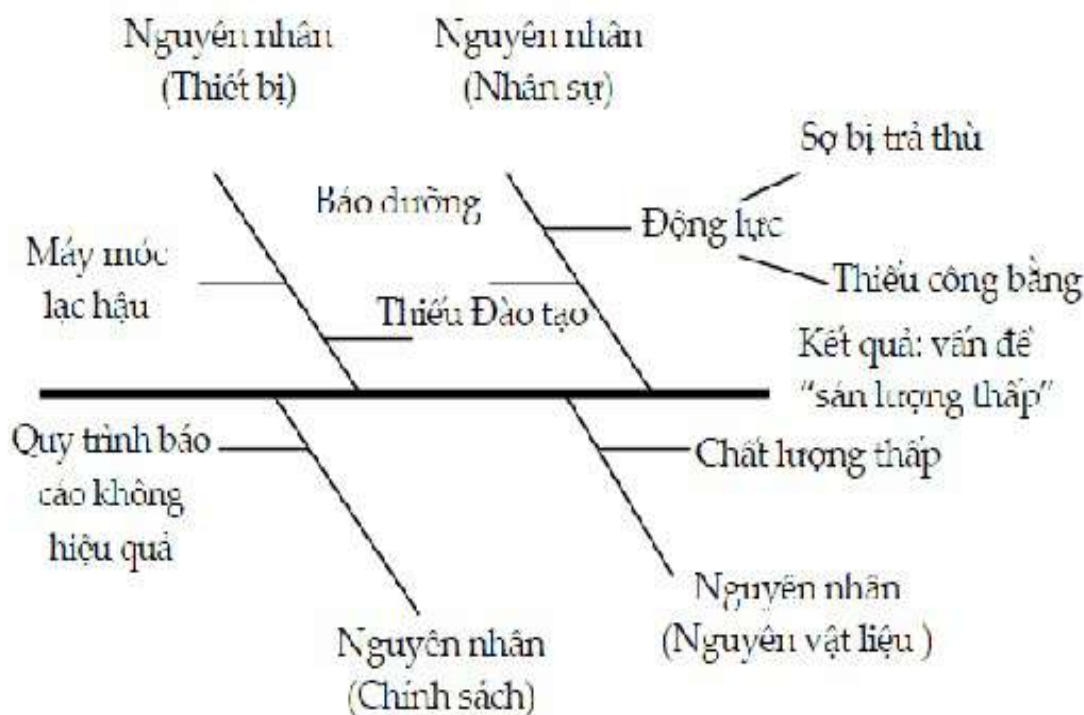 Nguyên nhân
(Thiết bị)
Nguyên nhân
(Nhân sự)
Sợ bị trả thù
Bảo dưỡng
Động lực
Máy móc
lạc hậu
Thiếu công bằng
Thiếu Đào tạo
Kết quả: vấn đề
“sản lượng thấp”
Quy trình báo
cáo không
hiệu quả
Chất lượng thấp
Nguyên nhân
(Nguyên vật liệu )
Nguyên nhân
(Chính sách)